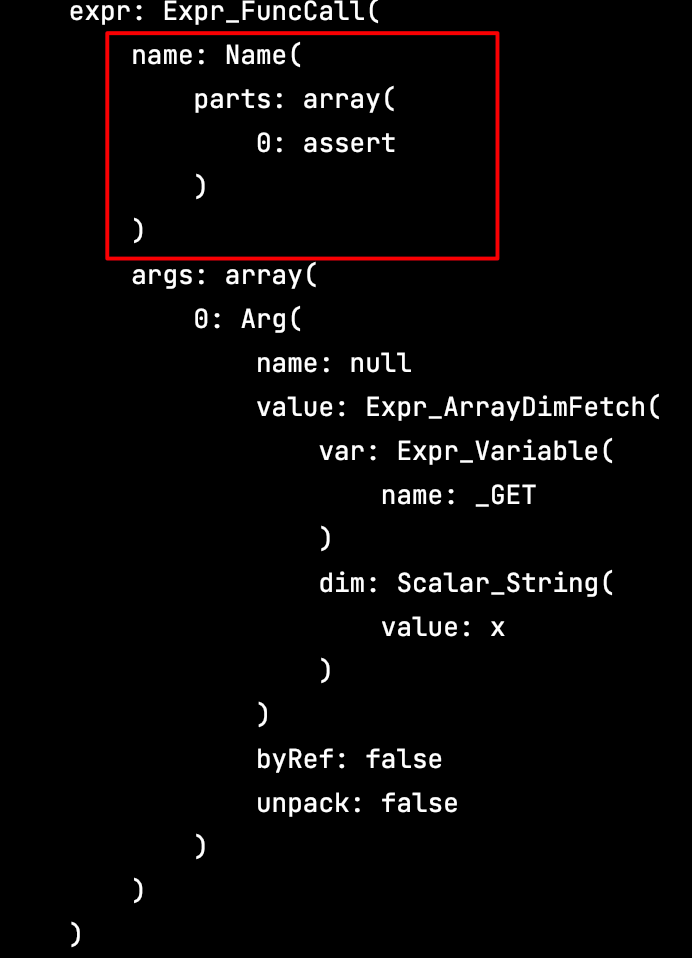 expr: Expr_FuncCall(
name: Name(
parts: array(
0: assert
)
)
args: array(
0: Arg(
name: null
value: Expr_ArrayDimFetch(
var: Expr_Variable(
name: _GET
)
dim: Scalar_String(
value: x
)
)
byRef: false
unpack: false
)
)
)